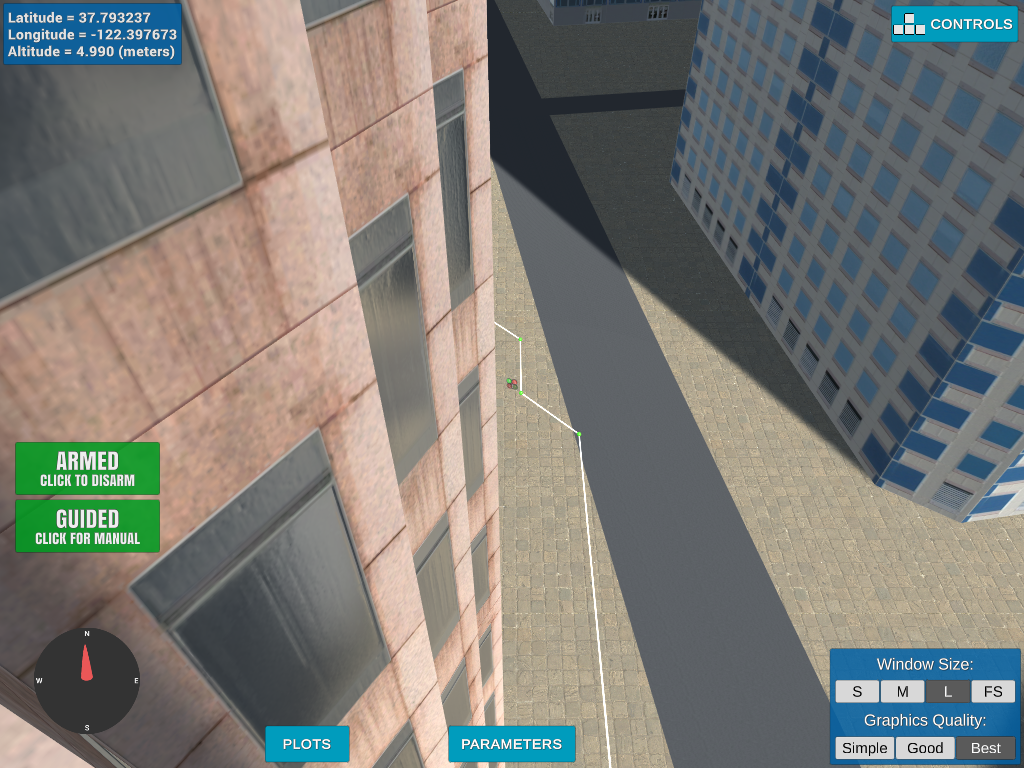 Latitude = 37.793237
Longitude = -122.397673
Altitude = 4.990 (meters)
CONTROLS
ARMED
CLICK TO DISARM
GUIDED
CLICK FOR MANUAL
N
W
E
S
PLOTS
PARAMETERS
Window Size:
S
M
L
FS
Graphics Quality:
Simple
Good
Best